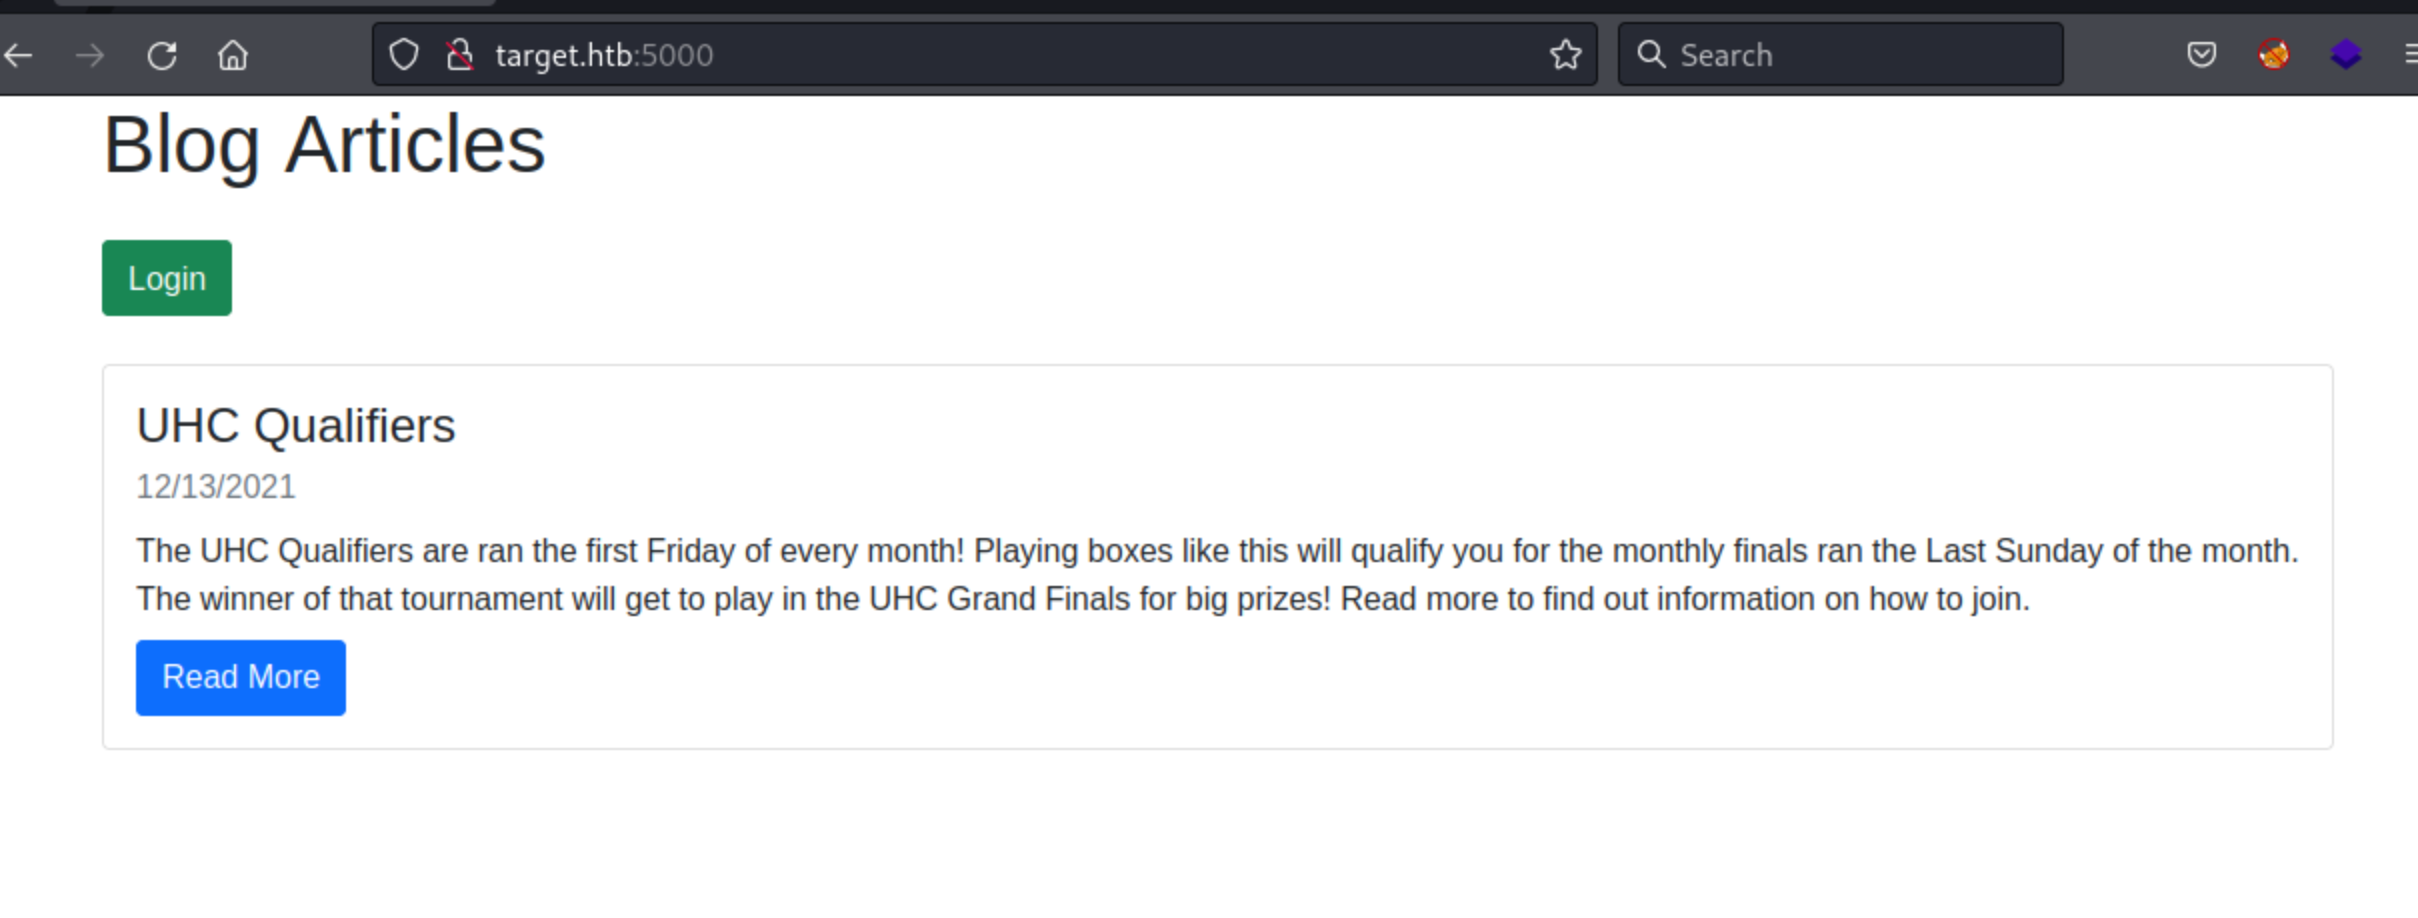 target.htb:5000
Search
Blog Articles
Login
UHC Qualifiers
12/13/2021
The UHC Qualifiers are ran the first Friday of every month! Playing boxes like this will qualify you for the monthly finals ran the Last Sunday of the month.
The winner of that tournament will get to play in the UHC Grand Finals for big prizes! Read more to find out information on how to join.
Read More